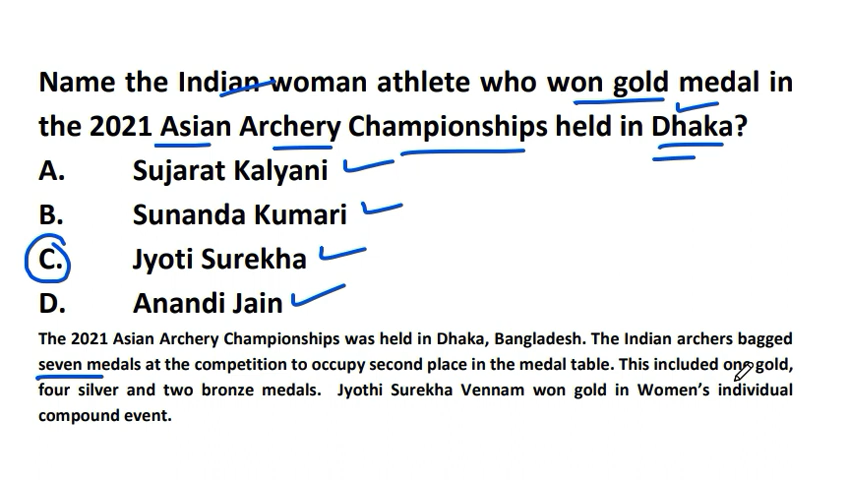 Name the Indian woman athlete who won gold medal in
the 2021 Asian Archery Championships held in Dhaka?
A. Sujarat Kalyani
B. Sunanda Kumari
C. Jyoti Surekha
D. Anandi Jain
The 2021 Asian Archery Championships was held in Dhaka, Bangladesh. The Indian archers bagged
seven medals at the competition to occupy second place in the medal table. This included one gold,
four silver and two bronze medals. Jyothi Surekha Vennam won gold in Women's individual
compound event.